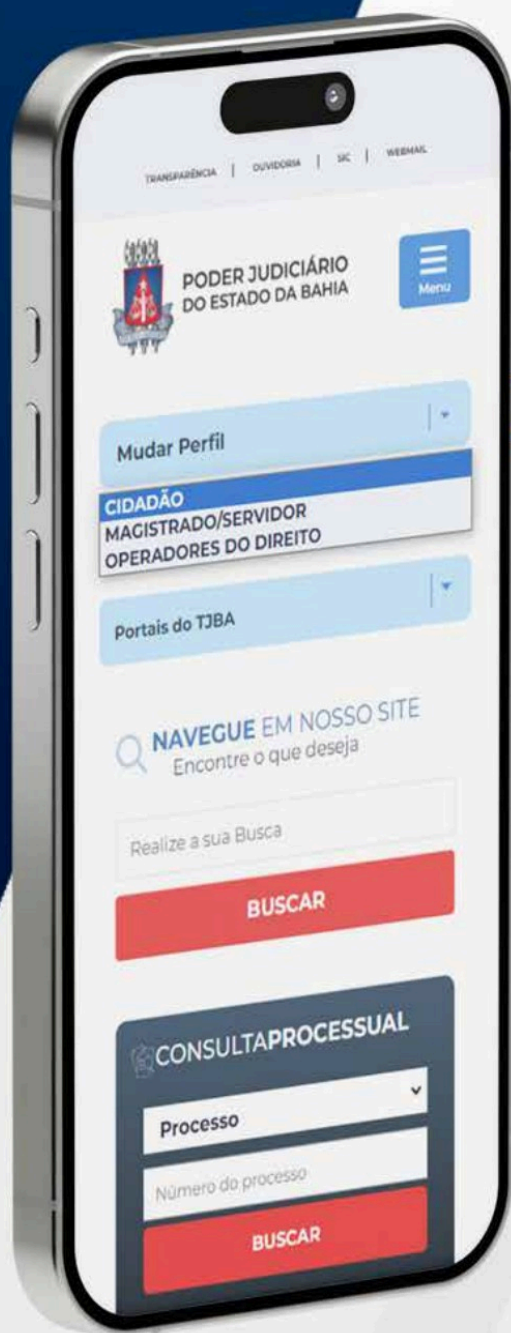 TRANSPARÊNCIA | OUVIDORIA | SIC | WEBMAIL
PODER JUDICIÁRIO
DO ESTADO DA BAHIA
Menu
Mudar Perfil
CIDADÃO
MAGISTRADO/SERVIDOR
OPERADORES DO DIREITO
Portais do TJBA
NAVEGUE EM NOSSO SITE
Encontre o que deseja
Realize a sua Busca
BUSCAR
CONSULTAPROCESSUAL
Processo
Número do processo
BUSCAR